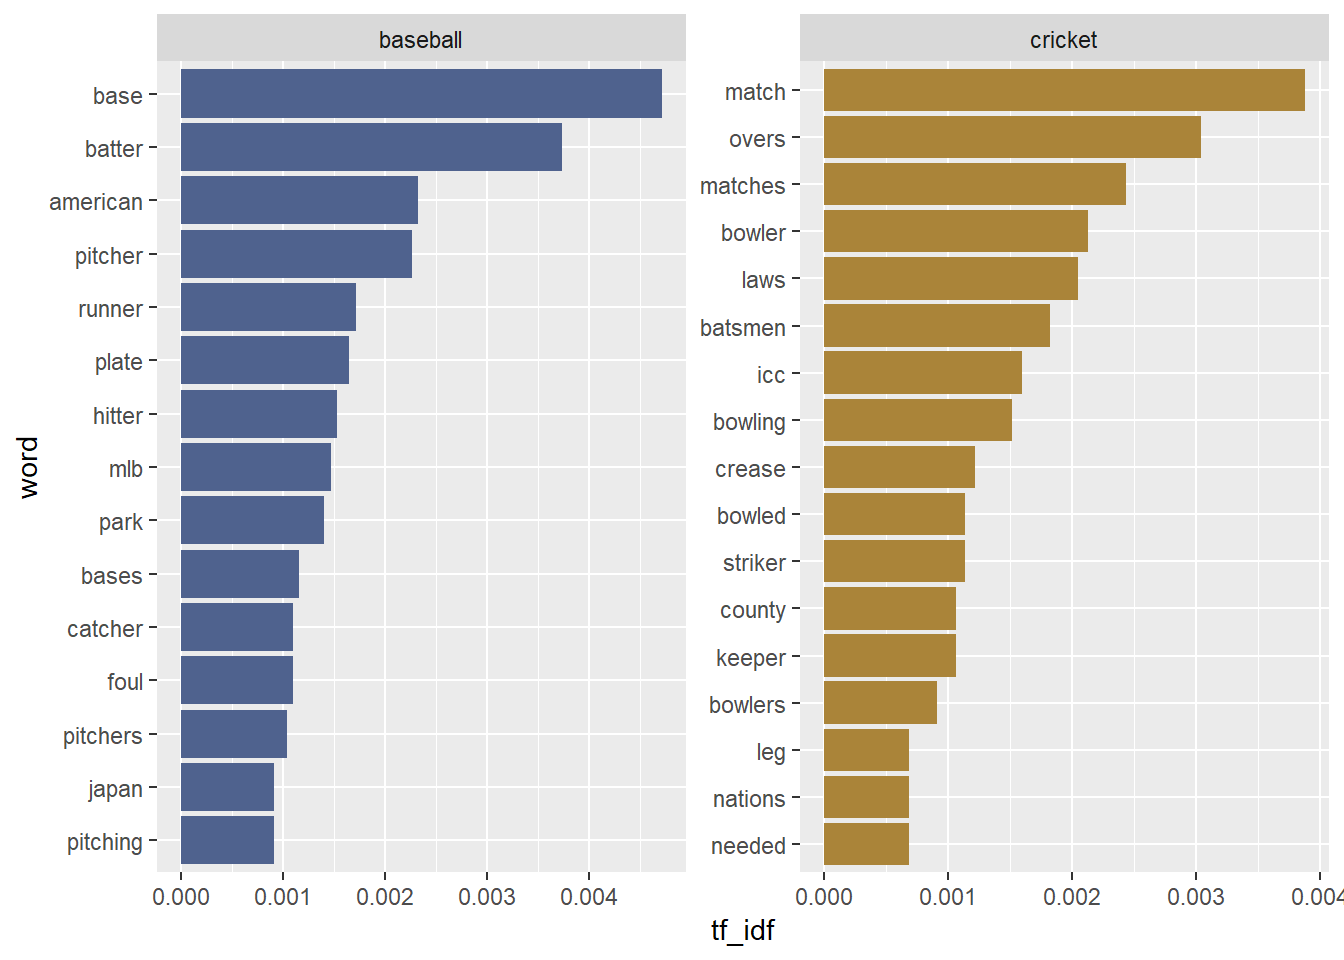 baseball
cricket
word
base
batter
american
pitcher
runner
plate
hitter
mlb
park
bases
catcher
foul
pitchers
japan
pitching
0.000 0.001 0.002 0.003 0.004
match
overs
matches
bowler
laws
batsmen
icc
bowling
crease
bowled
striker
county
keeper
bowlers
leg
nations
needed
0.000 0.001 0.002 0.003 0.004
tf_idf